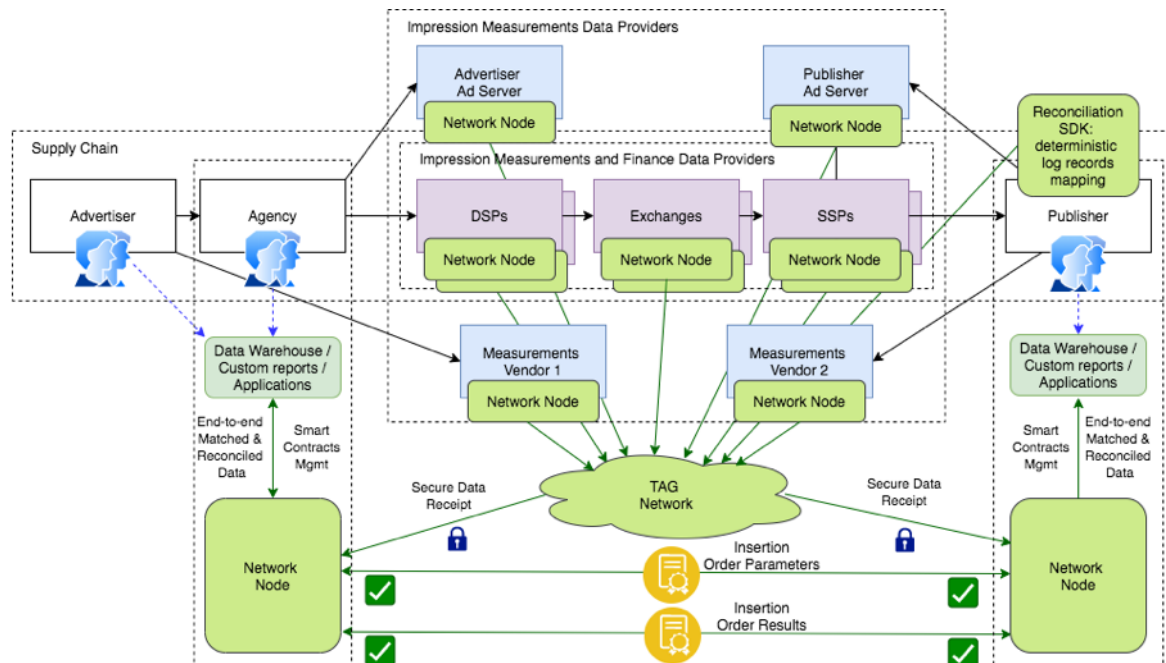 Impression Measurements Data Providers
Advertiser
Ad Server
Network Node
Publisher
Ad Server
Network Node
Reconciliation
SDK:
deterministic
log records
mapping
Supply Chain
Impression Measurements and Finance Data Providers
Advertiser
Agency
DSPs
Network Node
Exchanges
Network Node
SSPs
Network Node
Publisher
Data Warehouse /
Custom reports /
Applications
Measurements
Vendor 1
Network Node
Measurements
Vendor 2
Network Node
Data Warehouse /
Custom reports /
Applications
End-to-end
Matched &
Reconciled
Data
Smart
Contracts
Mgmt
Smart
Contracts
Mgmt
End-to-end
Matched &
Reconciled
Data
Secure Data
Receipt
TAG
Network
Secure Data
Receipt
Network
Node
Insertion
Order Parameters
Network
Node
Insertion
Order Results